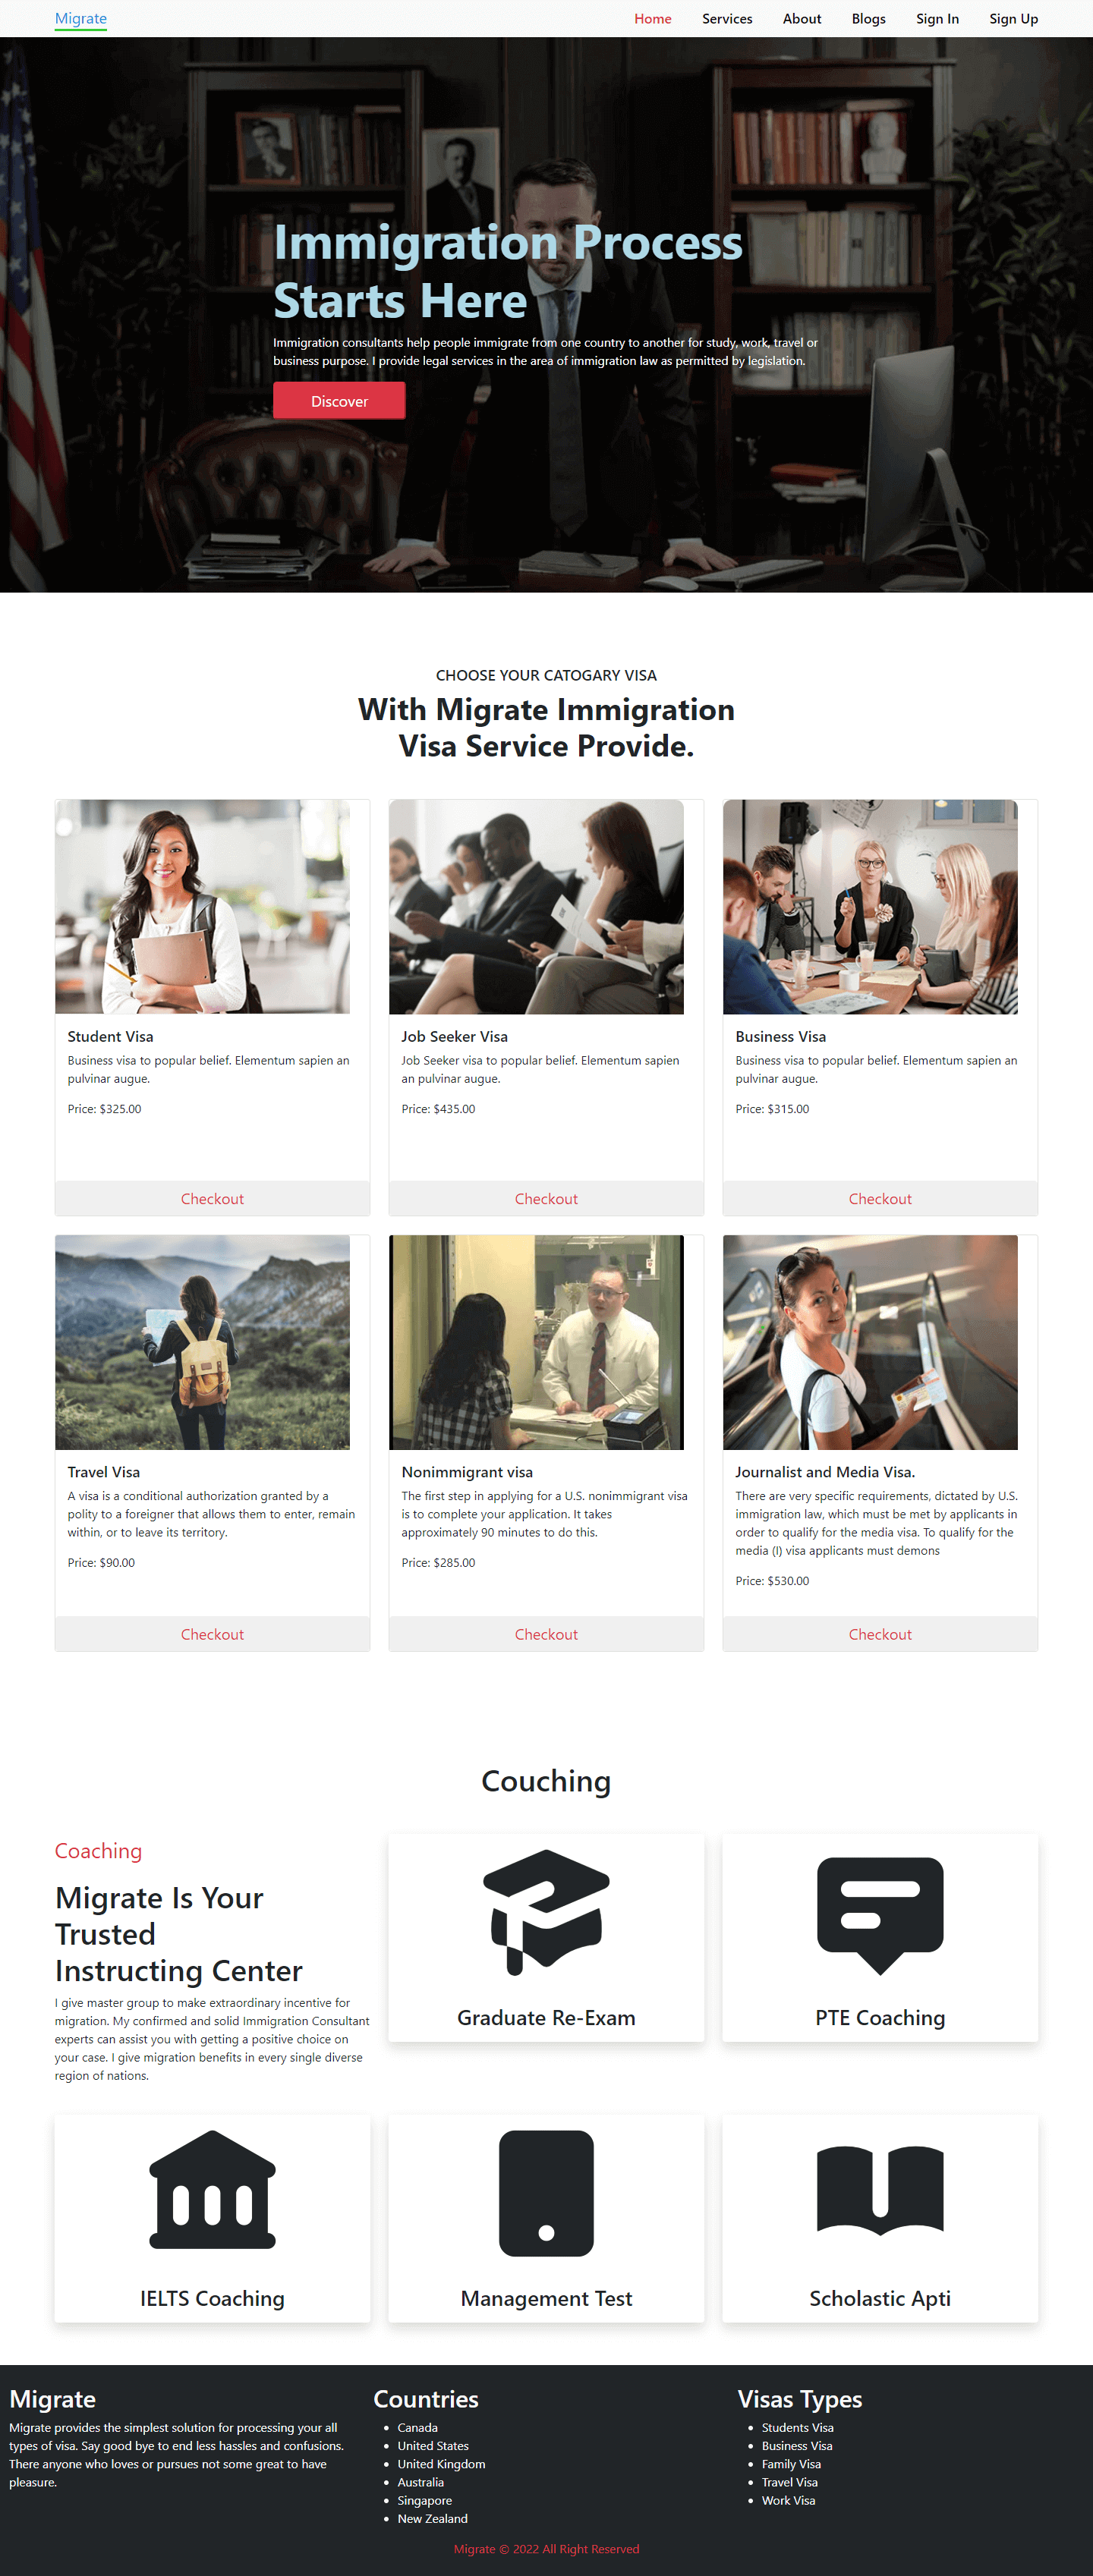 Migrate
Home Services About Blogs Sign In Sign Up
Immigration Process
Starts Here
Immigration consultants help people immigrate from one country to another for study, work, travel or
business purpose. I provide legal services in the area of immigration law as permitted by legislation.
Discover
CHOOSE YOUR CATOGARY VISA
With Migrate Immigration
Visa Service Provide.
Student Visa
Business visa to popular belief. Elementum sapien an
pulvinar augue.
Price: $325.00
Checkout
Job Seeker Visa
Job Seeker visa to popular belief. Elementum sapien
an pulvinar augue.
Price: $435.00
Checkout
Business Visa
Business visa to popular belief. Elementum sapien an
pulvinar augue.
Price: $315.00
Checkout
Travel Visa
A visa is a conditional authorization granted by a
polity to a foreigner that allows them to enter, remain
within, or to leave its territory.
Price: $90.00
Checkout
Nonimmigrant visa
The first step in applying for a U.S. nonimmigrant visa
is to complete your application. It takes
approximately 90 minutes to do this.
Price: $285.00
Checkout
Journalist and Media Visa.
There are very specific requirements, dictated by U.S.
immigration law, which must be met by applicants in
order to qualify for the media visa. To qualify for the
media (I) visa applicants must demons
Price: $530.00
Checkout
Couching
Coaching
Migrate Is Your
Trusted
Instructing Center
I give master group to make extraordinary incentive for
migration. My confirmed and solid Immigration Consultant
experts can assist you with getting a positive choice on
your case. I give migration benefits in every single diverse
region of nations.
Graduate Re-Exam
PTE Coaching
IELTS Coaching
Management Test
Scholastic Apti
Migrate
Migrate provides the simplest solution for processing your all
types of visa. Say good bye to end less hassles and confusions.
There anyone who loves or pursues not some great to have
pleasure.
Countries
Canada
United States
United Kingdom
Australia
Singapore
New Zealand
Visas Types
Students Visa
Business Visa
Family Visa
Travel Visa
Work Visa
Migrate © 2022 All Right Reserved